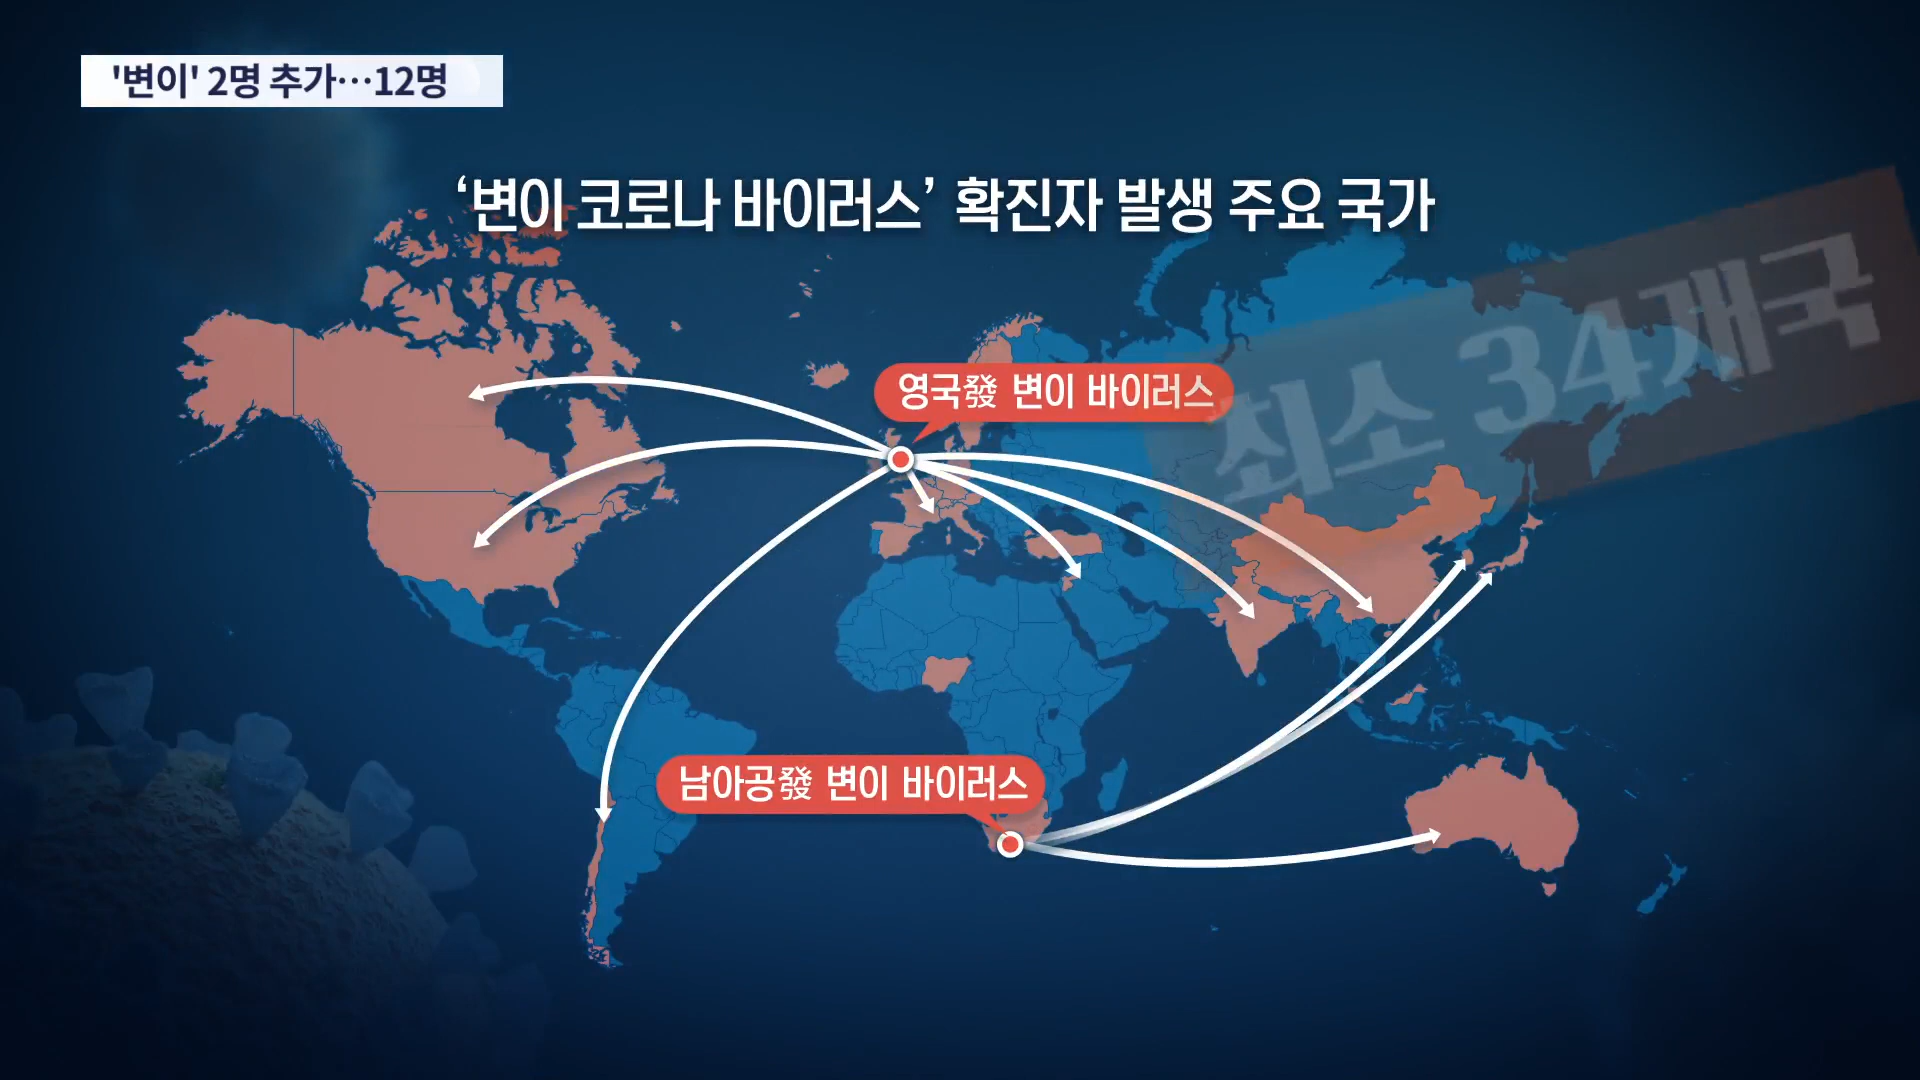 '변이' 2명 추가…12명
‘변이 코로나 바이러스’ 확진자 발생 주요 국가
최소 34개국
영국發 변이 바이러스
남아공發 변이 바이러스